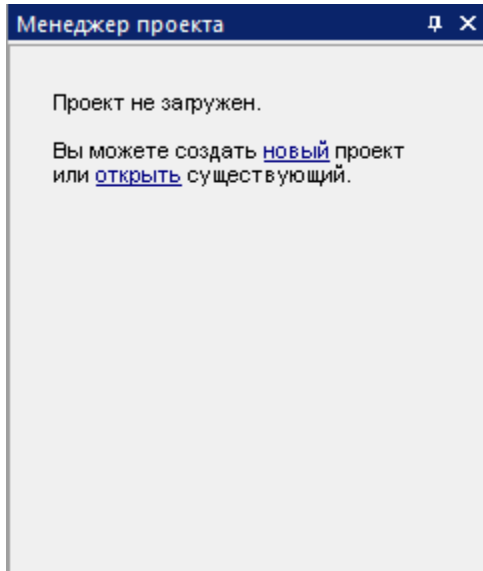 Менеджер проекта
Проект не загружен.
Вы можете создать новый проект
или открыть существующий.